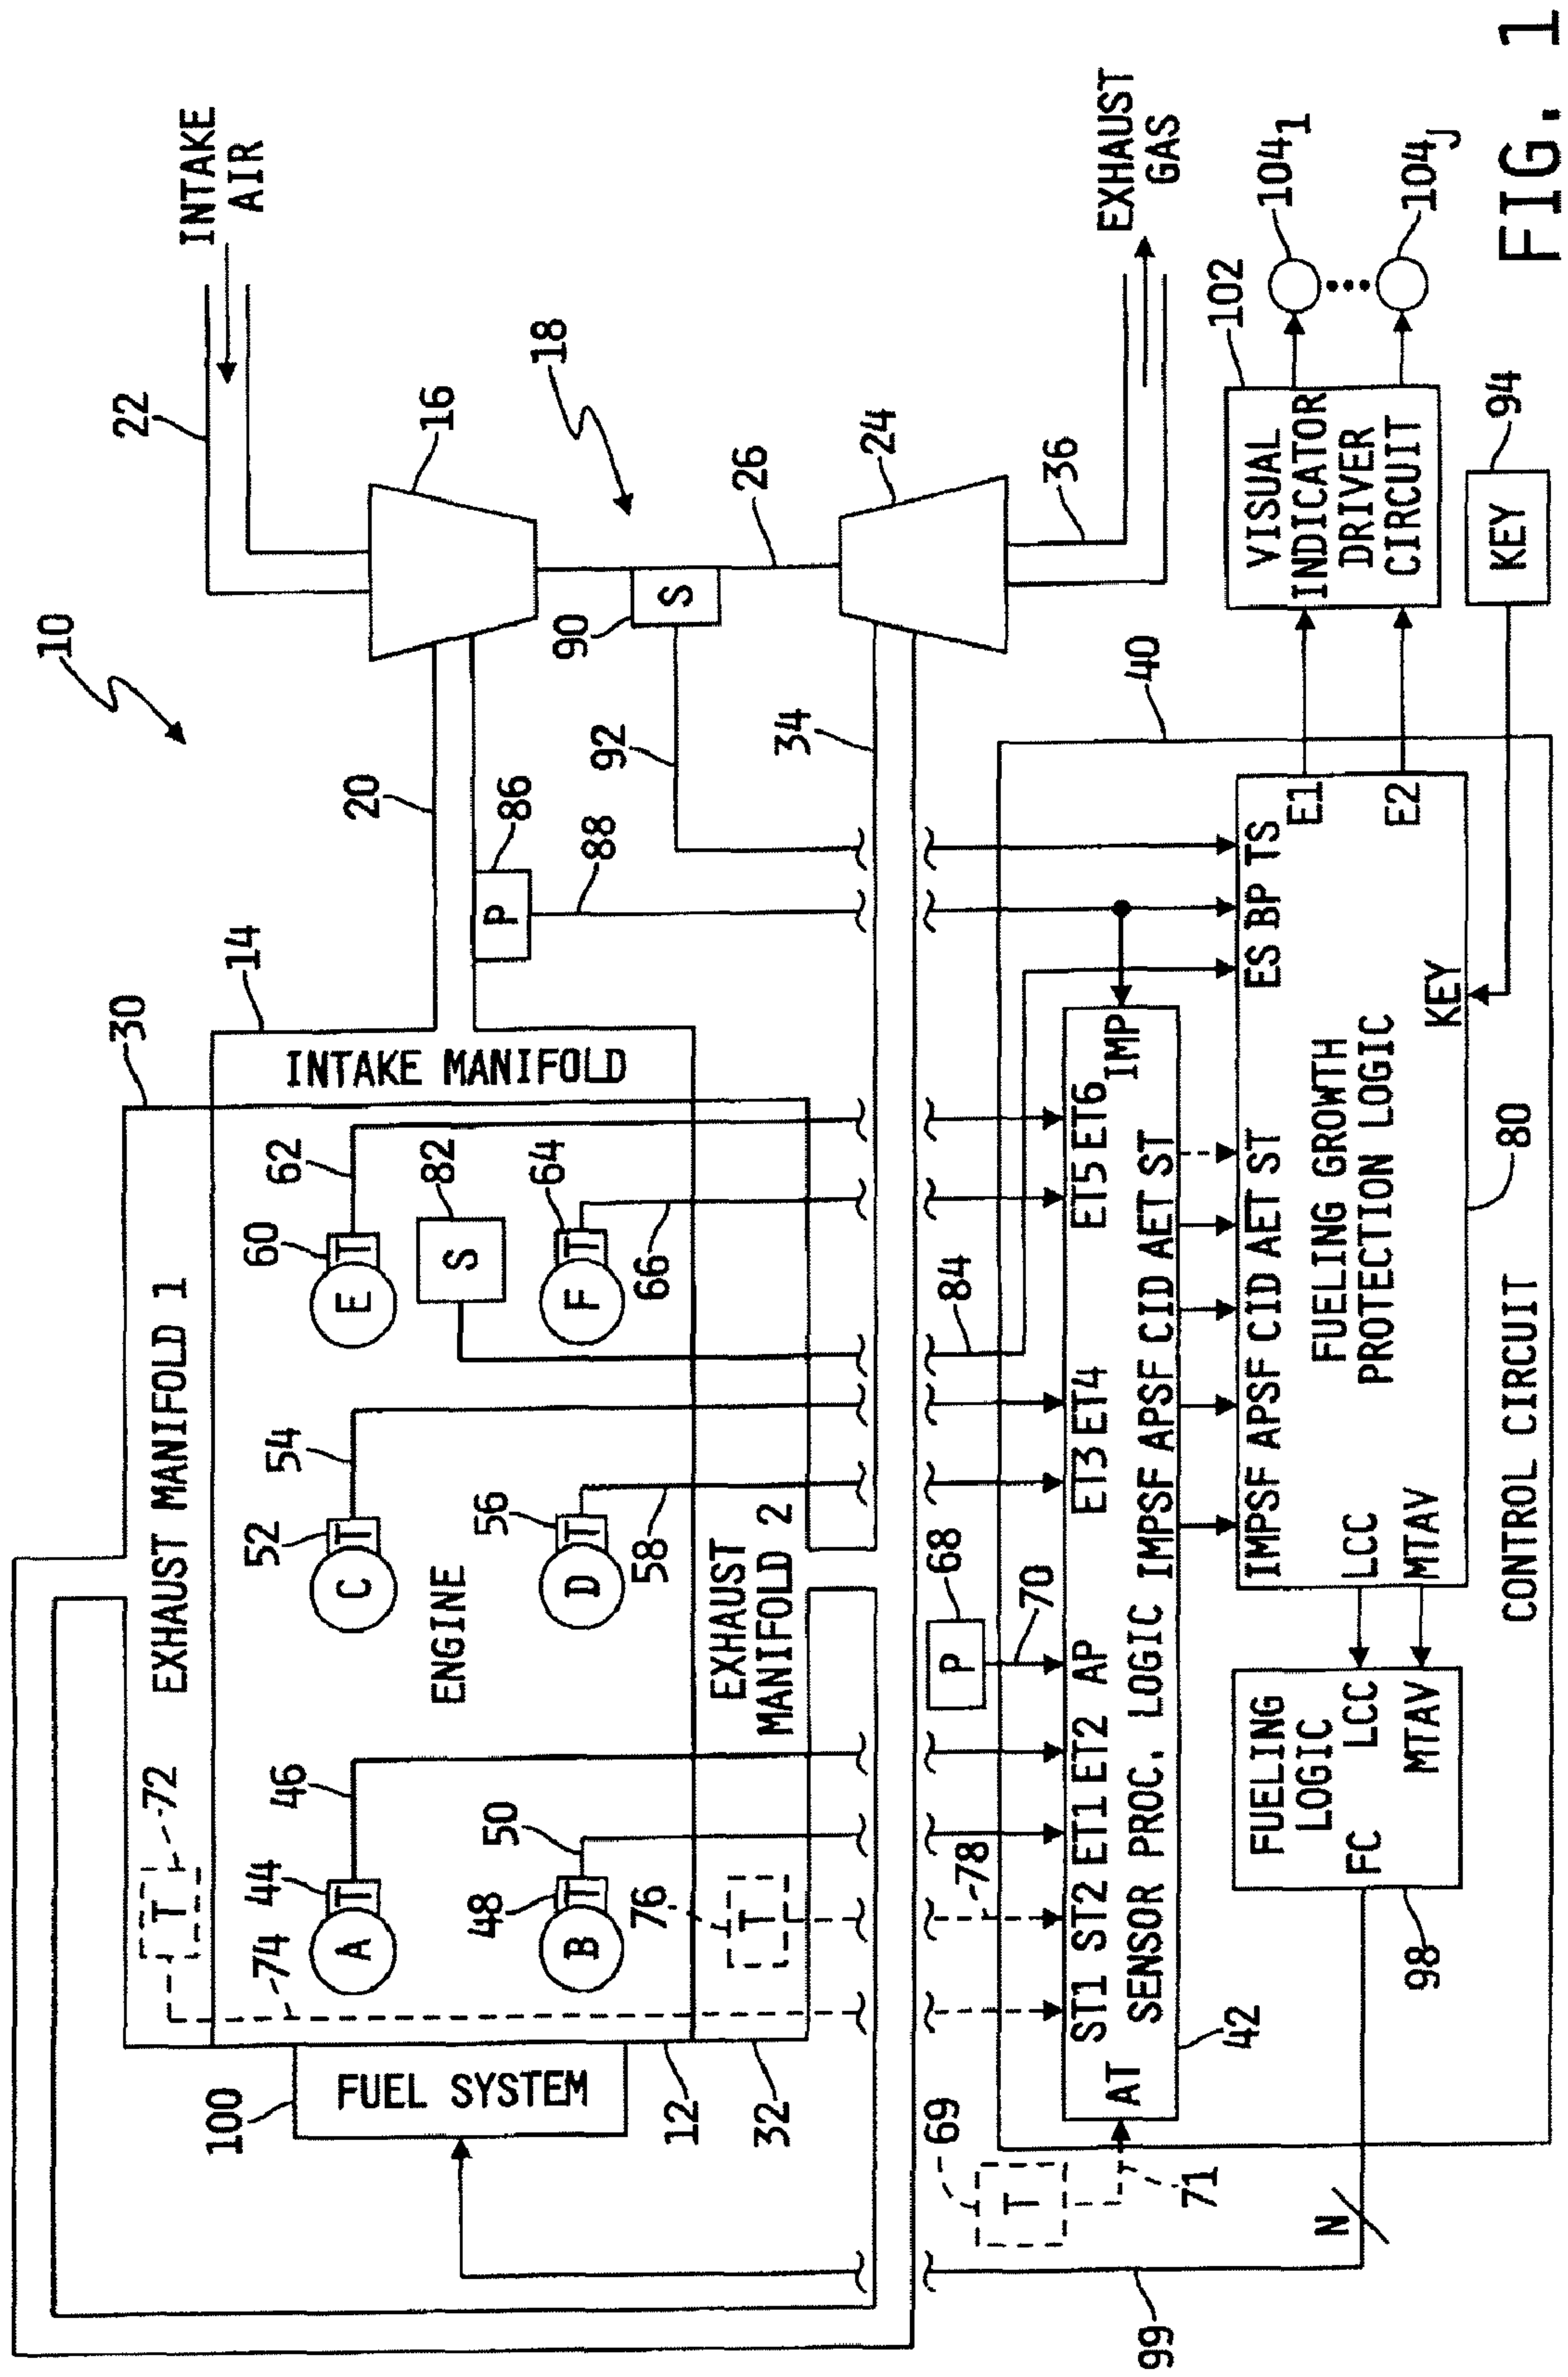 10
INTAKE
AIR
22
16
18
20
86
P
88
90
S
92
26
24
34
36
EXHAUST
GAS
14
30
INTAKE MANIFOLD
EXHAUST MANIFOLD 1
72
T
74
44
T
A
46
52
T
C
54
60
T
E
62
82
S
ENGINE
48
T
B
50
56
T
D
58
64
T
F
66
76
T
EXHAUST
MANIFOLD 2
100
FUEL SYSTEM
12
32
68
P
70
84
78
69
T
71
40
ST1 ST2 ET1 ET2 AP ET3 ET4 ET5 ET6
AT
IMP
SENSOR PROC. LOGIC IMPSF APSF CID AET ST
42
IMPSF APSF CID AET ST ES BP TS
FUELING GROWTH
PROTECTION LOGIC
LCC
MTAV
KEY
E1
E2
80
FUELING
LOGIC
FC
LCC
MTAV
98
N
99
CONTROL CIRCUIT
102
VISUAL
INDICATOR
DRIVER
CIRCUIT
104₁
104J
KEY
94
FIG. 1